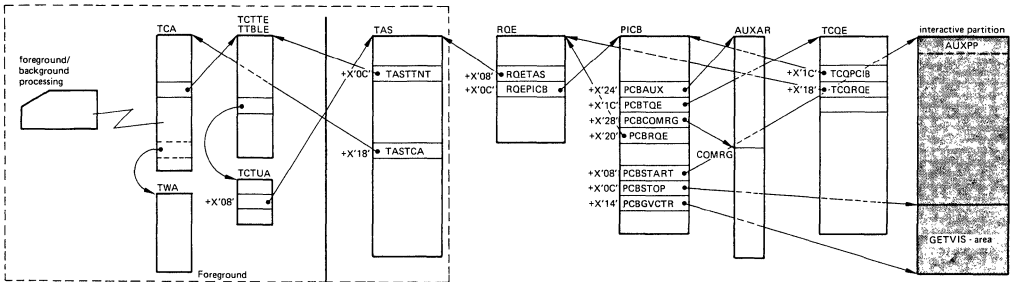 TCA
TCTTE
TTBLE
TAS
RQE
PICB
AUXAR
TCQE
interactive partition
AUXPP
foreground/
background
processing
+X'0C'
TASTTNT
+X'08'
RQETAS
+X'0C'
RQEPICB
+X'24'
PCBAUX
+X'1C'
PCBTQE
+X'28'
PCBCOMRG
+X'20'
PCBRQE
+X'1C'
TCQPCIB
+X'18'
TCQRQE
+X'18'
TASTCA
COMRG
+X'08'
PCBSTART
+X'0C'
PCBSTOP
+X'14'
PCBGVCTR
TWA
TCTUA
+X'08'
GETVIS - area
Foreground